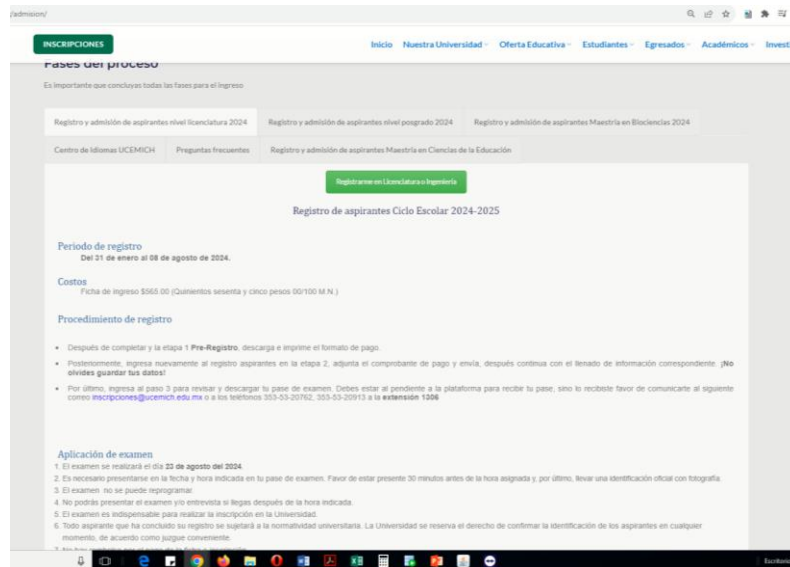 /admision/
INSCRIPCIONES
Inicio Nuestra Universidad Oferta Educativa Estudiantes Egresados Académicos Invest
Fases del proceso
Es importante que concluyas todas las fases para el ingreso
Registro y admisión de aspirantes nivel licenciatura 2024 Registro y admisión de aspirantes nivel posgrado 2024 Registro y admisión de aspirantes Maestría en Biociencias 2024
Centro de Idiomas UCEMICH Preguntas frecuentes Registro y admisión de aspirantes Maestría en Ciencias de la Educación
Registrarme en Licenciatura o Ingeniería
Registro de aspirantes Ciclo Escolar 2024-2025
Periodo de registro
Del 31 de enero al 08 de agosto de 2024.
Costos
Ficha de ingreso $565.00 (Quinientos sesenta y cinco pesos 00/100 M.N.)
Procedimiento de registro
• Después de completar y la etapa 1 Pre-Registro, descarga e imprime el formato de pago.
• Posteriormente, ingresa nuevamente al registro aspirantes en la etapa 2, adjunta el comprobante de pago y envía, después continua con el llenado de información correspondiente. ¡No
olvides guardar tus datos!
• Por último, ingresa al paso 3 para revisar y descargar tu pase de examen. Debes estar al pendiente a la plataforma para recibir tu pase, sino lo recibiste favor de comunicarte al siguiente
correo inscripciones@ucemich.edu.mx o a los teléfonos 353-53-20762, 353-53-20913 a la extensión 1306
Aplicación de examen
1. El examen se realizará el día 23 de agosto del 2024.
2. Es necesario presentarse en la fecha y hora indicada en tu pase de examen. Favor de estar presente 30 minutos antes de la hora asignada y, por último, llevar una identificación oficial con fotografía.
3. El examen no se puede reprogramar.
4. No podrás presentar el examen y/o entrevista si llegas después de la hora indicada.
5. El examen es indispensable para realizar la inscripción en la Universidad.
6. Todo aspirante que ha concluido su registro se sujetará a la normatividad universitaria. La Universidad se reserva el derecho de confirmar la identificación de los aspirantes en cualquier
momento, de acuerdo como juzgue conveniente.
Escritorio